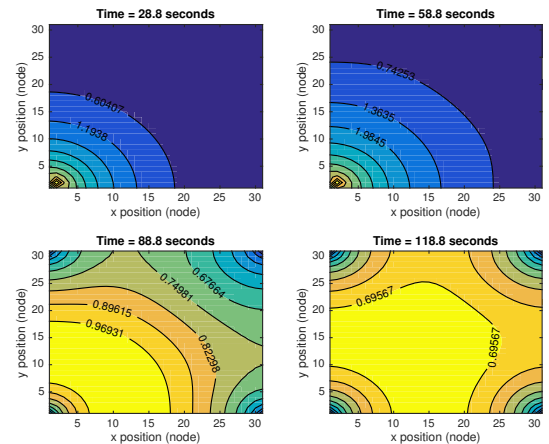 Time = 28.8 seconds
30
25
20
15
10
5
y position (node)
0.60407
1.1938
5 10 15 20 25 30
x position (node)
Time = 58.8 seconds
30
25
20
15
10
5
y position (node)
0.74253
1.3635
1.9845
5 10 15 20 25 30
x position (node)
Time = 88.8 seconds
30
25
20
15
10
5
y position (node)
0.67664
0.74981
0.89615
0.96931
0.82298
5 10 15 20 25 30
x position (node)
Time = 118.8 seconds
30
25
20
15
10
5
y position (node)
0.69567
0.69567
5 10 15 20 25 30
x position (node)